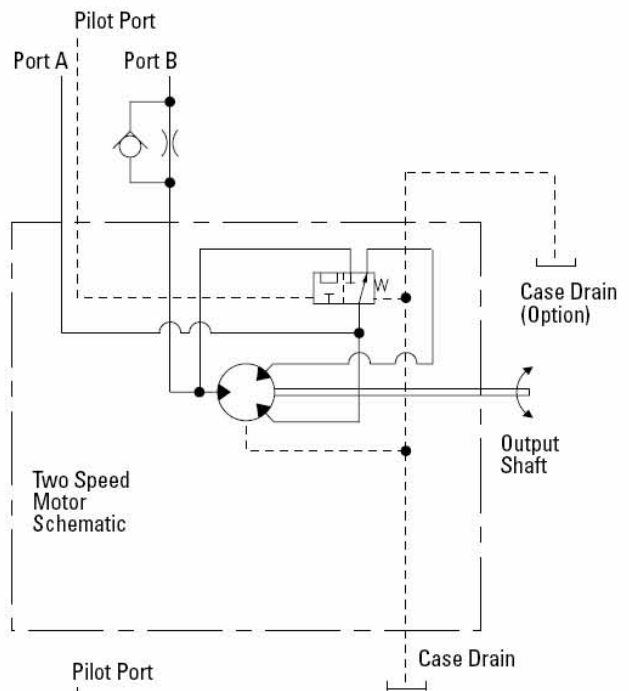 Pilot Port
Port A
Port B
Case Drain
(Option)
Output
Shaft
Two Speed
Motor
Schematic
Case Drain
Pilot Port